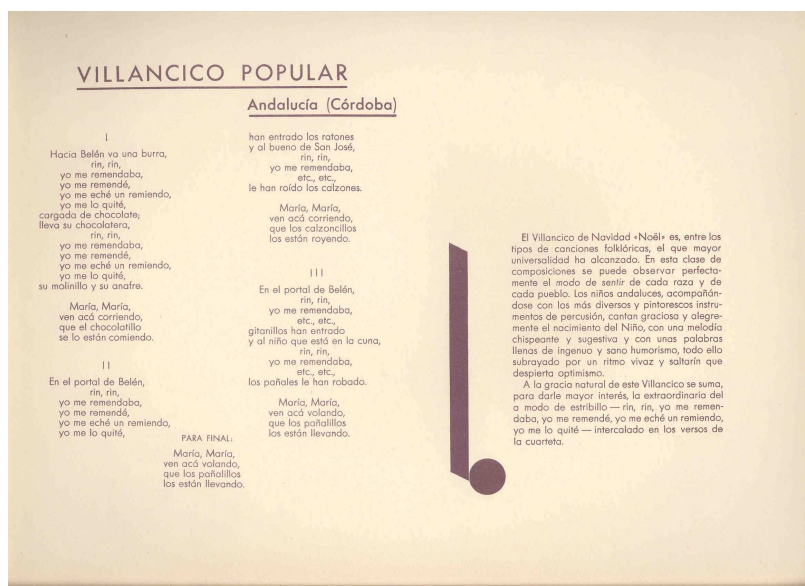 VILLANCICO POPULAR
Andalucía (Córdoba)
I
Hacia Belén va una burra,
rin, rin,
yo me remendaba,
yo me remendé,
yo me eché un remiendo,
yo me lo quité,
cargada de chocolate;
lleva su chocolatera,
rin, rin,
yo me remendaba,
yo me remendé,
yo me eché un remiendo,
yo me lo quité,
su molinillo y su anafre.
María, María,
ven acá corriendo,
que el chocolatillo
se lo están comiendo.
II
En el portal de Belén,
rin, rin,
yo me remendaba,
yo me remendé,
yo me eché un remiendo,
yo me lo quité,
han entrado los ratones
y al bueno de San José,
rin, rin,
yo me remendaba,
etc., etc.,
le han roído los calzones.
María, María,
ven acá corriendo,
que los calzoncillos
los están royendo.
III
En el portal de Belén,
rin, rin,
yo me remendaba,
etc., etc.,
gitanillos han entrado
y al niño que está en la cuna,
rin, rin,
yo me remendaba,
etc., etc.,
los pañales le han robado.
María, María,
ven acá volando,
que los pañalillos
los están llevando.
PARA FINAL:
María, María,
ven acá volando,
que los pañalillos
los están llevando.
El Villancico de Navidad «Noël» es, entre los
tipos de canciones folklóricas, el que mayor
universalidad ha alcanzado. En esta clase de
composiciones se puede observar perfecta-
mente el modo de sentir de cada raza y de
cada pueblo. Los niños andaluces, acompañán-
dose con los más diversos y pintorescos instru-
mentos de percusión, cantan graciosa y alegre-
mente el nacimiento del Niño, con una melodía
chispeante y sugestiva y con unas palabras
llenas de ingenuo y sano humorismo, todo ello
subrayado por un ritmo vivaz y saltarín que
despierta optimismo.
A la gracia natural de este Villancico se suma,
para darle mayor interés, la extraordinaria del
a modo de estribillo — rin, rin, yo me remen-
daba, yo me remendé, yo me eché un remiendo,
yo me lo quité — intercalado en los versos de
la cuarteta.